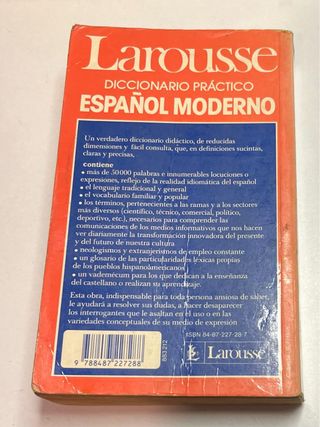 Larousse
DICCIONARIO PRÁCTICO
ESPAÑOL MODERNO
Un verdadero diccionario didáctico, de reducidas
dimensiones y fácil consulta, que, en definiciones sucintas,
claras y precisas,
contiene
• más de 50000 palabras e innumerables locuciones o
expresiones, reflejo de la realidad idiomática del español
• el lenguaje tradicional y general
• el vocabulario familiar y popular
• los términos, pertenecientes a las ramas y a los sectores
más diversos (científico, técnico, comercial, político,
deportivo, etc.), necesarios para comprender las
comunicaciones de los medios informativos que nos hacen
ver diariamente la transformación innovadora del presente
y del futuro de nuestra cultura
• neologismos y extranjerismos de empleo constante
• un glosario de las particularidades léxicas propias
de los pueblos hispanoamericanos
• un vademécum para los que dedican a la enseñanza
del castellano o realizan su aprendizaje.
Esta obra, indispensable para toda persona ansiosa de saber,
le ayudará a resolver sus dudas, a hacer desaparecer
los interrogantes que le asaltan en el uso o en las
variedades conceptuales de su medio de expresión
ISBN 84-87-227-28-7
Larousse
9 788487 227288
883 212